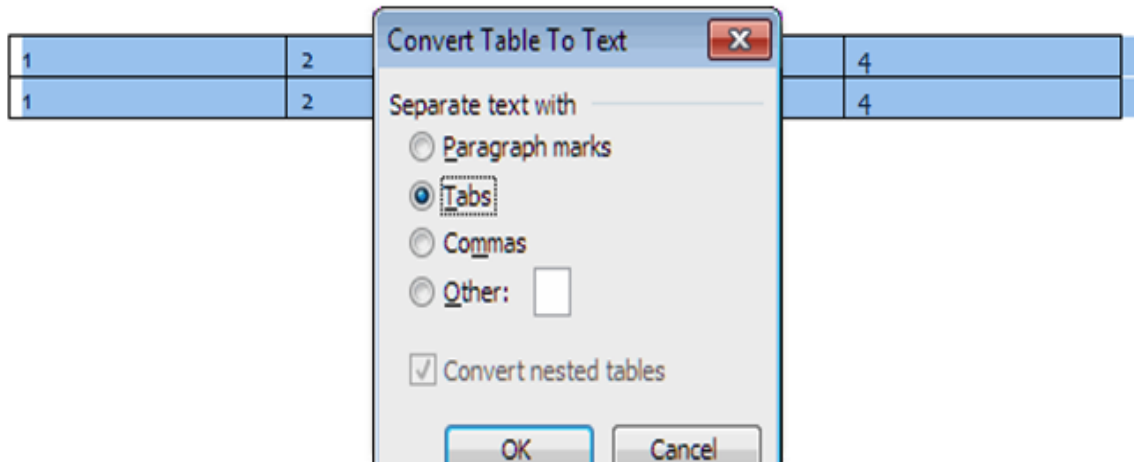 Convert Table To Text
1 2 4
1 2 4
Separate text with
Paragraph marks
Tabs
Commas
Other:
Convert nested tables
OK Cancel